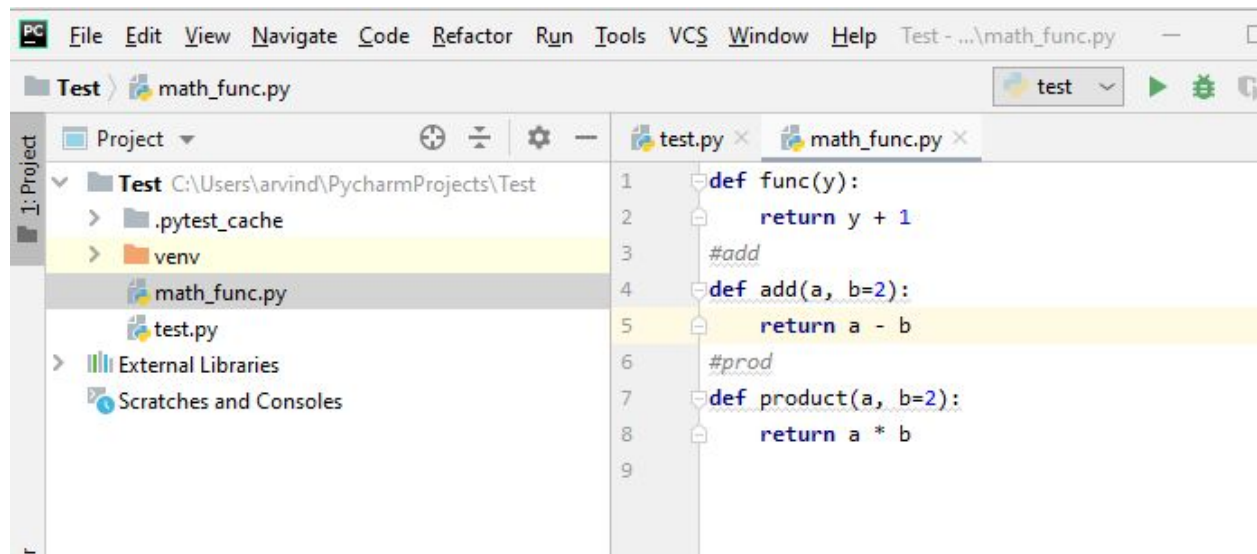 PC File Edit View Navigate Code Refactor Run Tools VCS Window Help Test - ...\math_func.py
Test math_func.py test
1: Project
Project
Test C:\Users\arvind\PycharmProjects\Test
.pytest_cache
venv
math_func.py
test.py
External Libraries
Scratches and Consoles
test.py math_func.py
1 def func(y):
2 return y + 1
3 #add
4 def add(a, b=2):
5 return a - b
6 #prod
7 def product(a, b=2):
8 return a * b
9